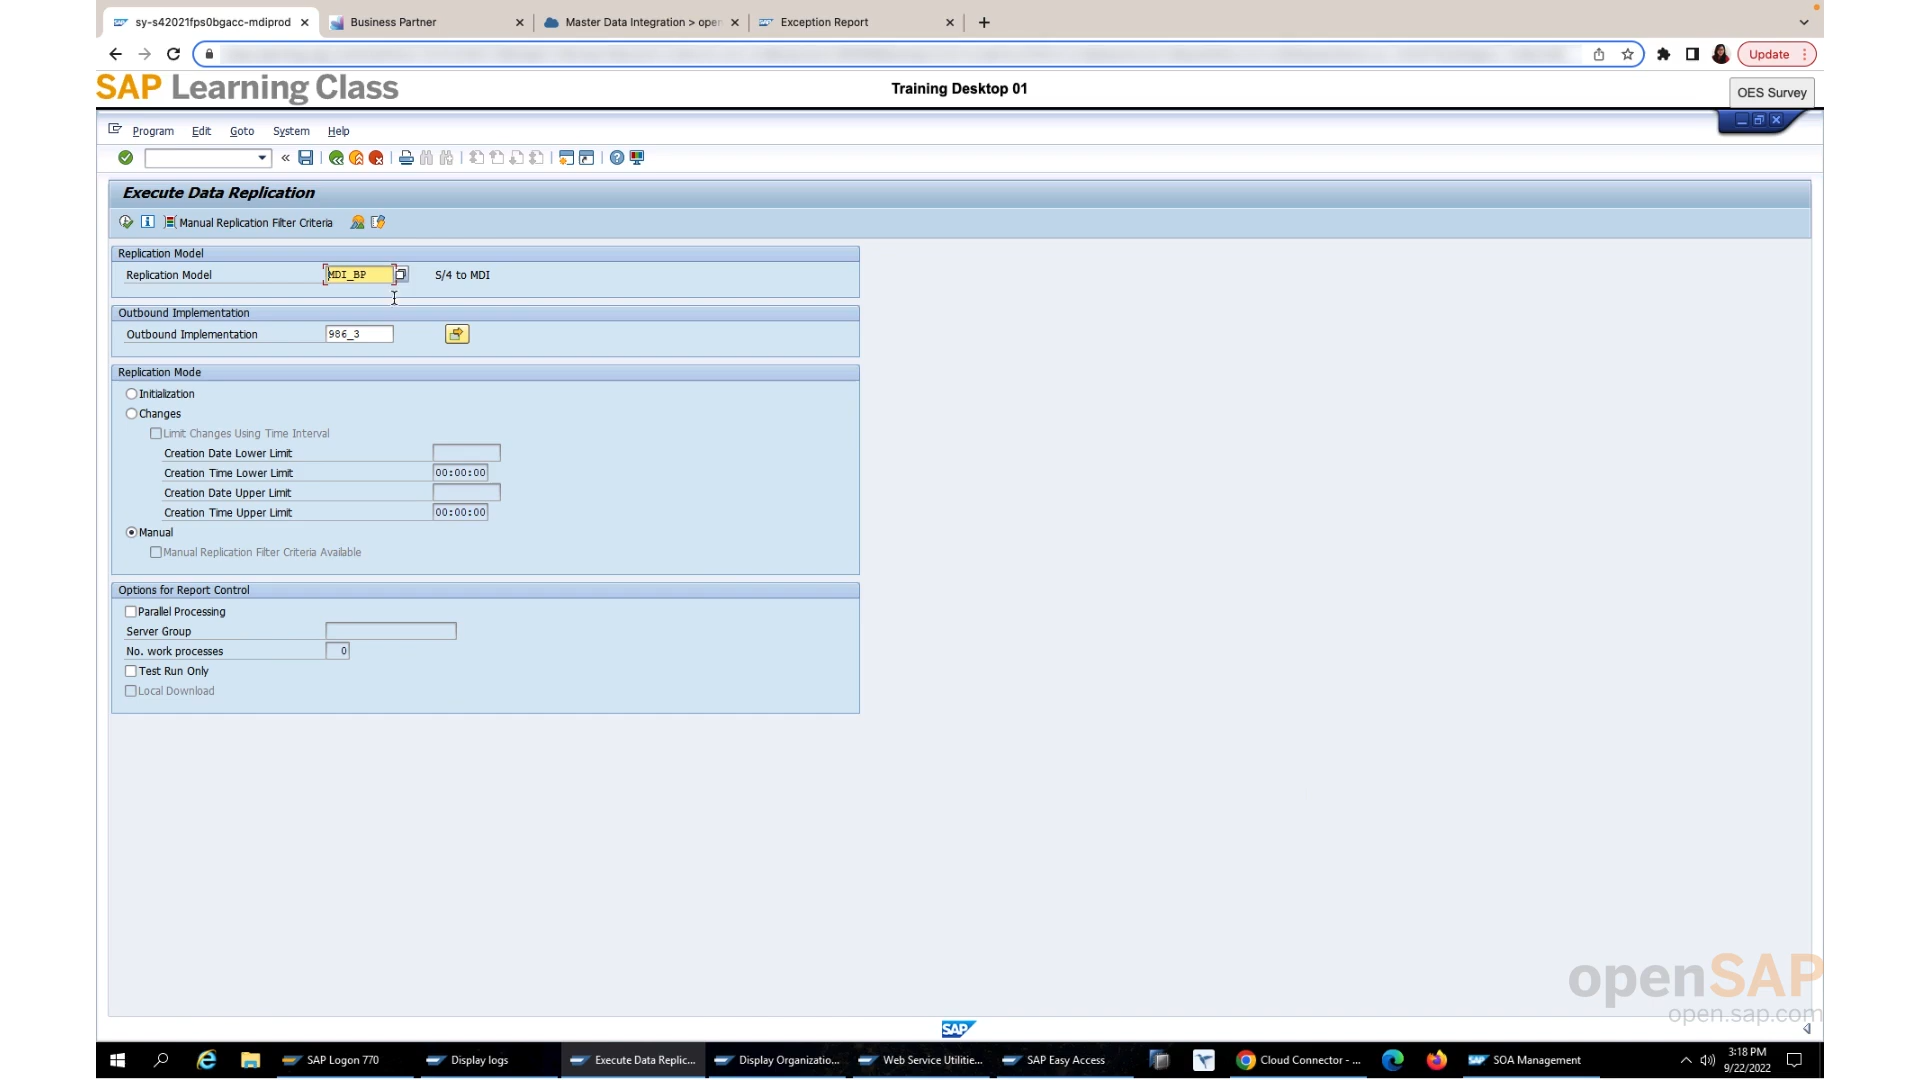 sy-s42021fps0bgacc-mdiprod
Business Partner
Master Data Integration > open
Exception Report
Update
SAP Learning Class
Training Desktop 01
OES Survey
Program Edit Goto System Help
Execute Data Replication
Manual Replication Filter Criteria
Replication Model
Replication Model MDI_BP S/4 to MDI
Outbound Implementation
Outbound Implementation 986_3
Replication Mode
Initialization
Changes
Limit Changes Using Time Interval
Creation Date Lower Limit
Creation Time Lower Limit 00:00:00
Creation Date Upper Limit
Creation Time Upper Limit 00:00:00
Manual
Manual Replication Filter Criteria Available
Options for Report Control
Parallel Processing
Server Group
No. work processes 0
Test Run Only
Local Download
openSAP
open.sap.com
SAP
SAP Logon 770
Display logs
Execute Data Replic...
Display Organizatio...
Web Service Utilitie...
SAP Easy Access
Cloud Connector - ...
SOA Management
3:18 PM
9/22/2022